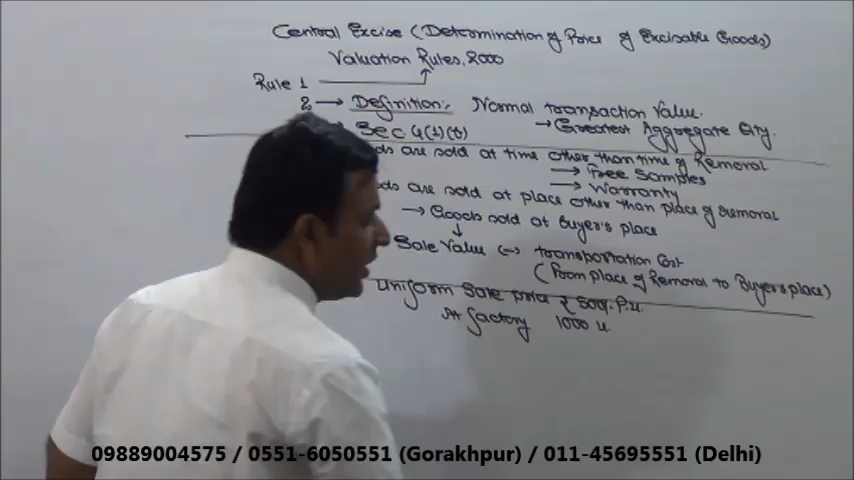 Central Excise (Determination of Price of Excisable Goods)
Valuation Rules, 2000
Rule 1
2 → Definition:- Normal transaction Value.
→ Greatest Aggregate Qty.
Sec 4(1)(b)
ds are sold at time other than time of Removal
→ Free Samples
→ Warranty
ds are sold at place other than place of removal
→ Goods sold at Buyer's place
↓
Sale Value (-) transportation Cost
(From place of Removal to Buyer's place)
uniform Sale price ₹ 500/- P.u.
At factory 1000 u.
09889004575 / 0551-6050551 (Gorakhpur) / 011-45695551 (Delhi)